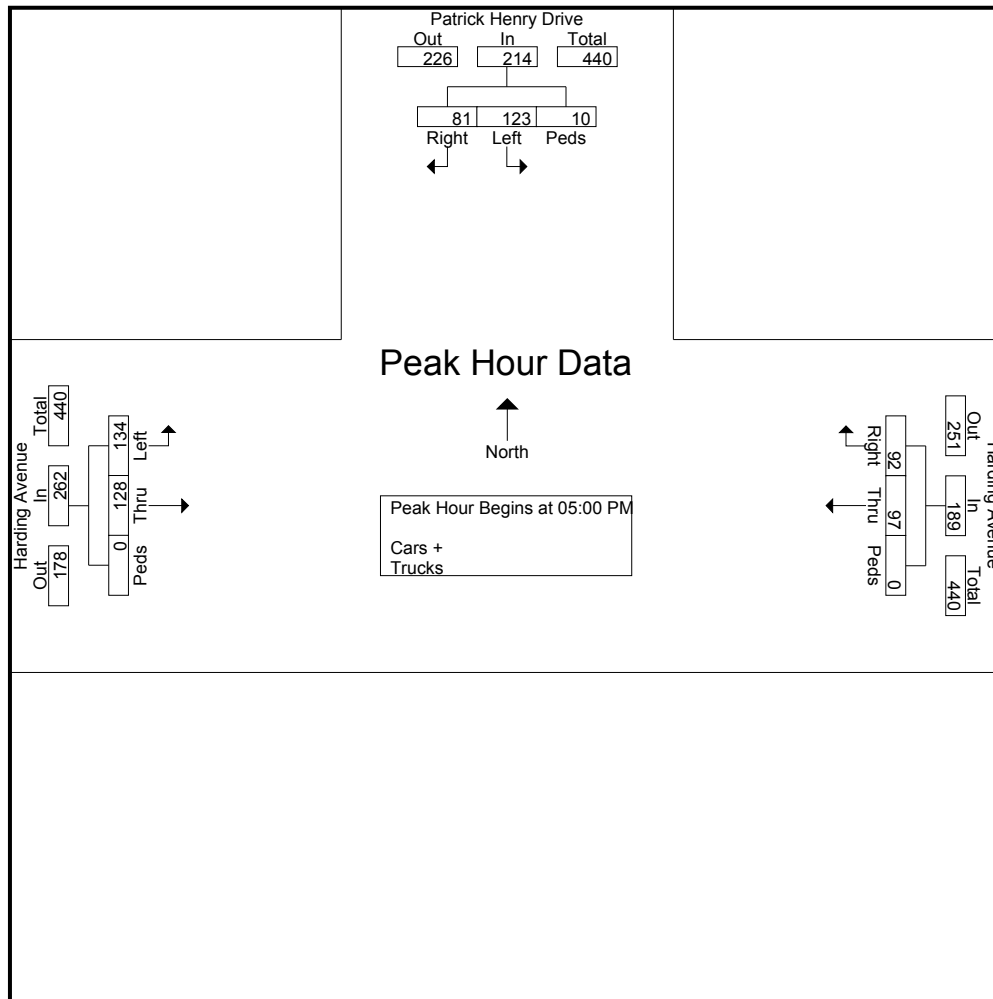 Patrick Henry Drive
Out In Total
226 214 440
81 123 10
Right Left Peds
Peak Hour Data
North
Peak Hour Begins at 05:00 PM
Cars +
Trucks
Harding Avenue
Out In Total
178 262 440
0 128 134
Peds Thru Left
Harding Avenue
Out In Total
251 189 440
Right Thru Peds
92 97 0